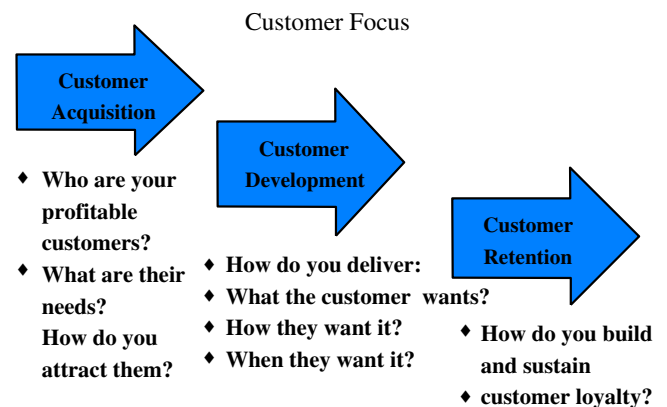 Customer Focus
Customer
Acquisition
♦ Who are your
profitable
customers?
♦ What are their
needs?
How do you
attract them?
Customer
Development
♦ How do you deliver:
♦ What the customer wants?
♦ How they want it?
♦ When they want it?
Customer
Retention
♦ How do you build
and sustain
♦ customer loyalty?